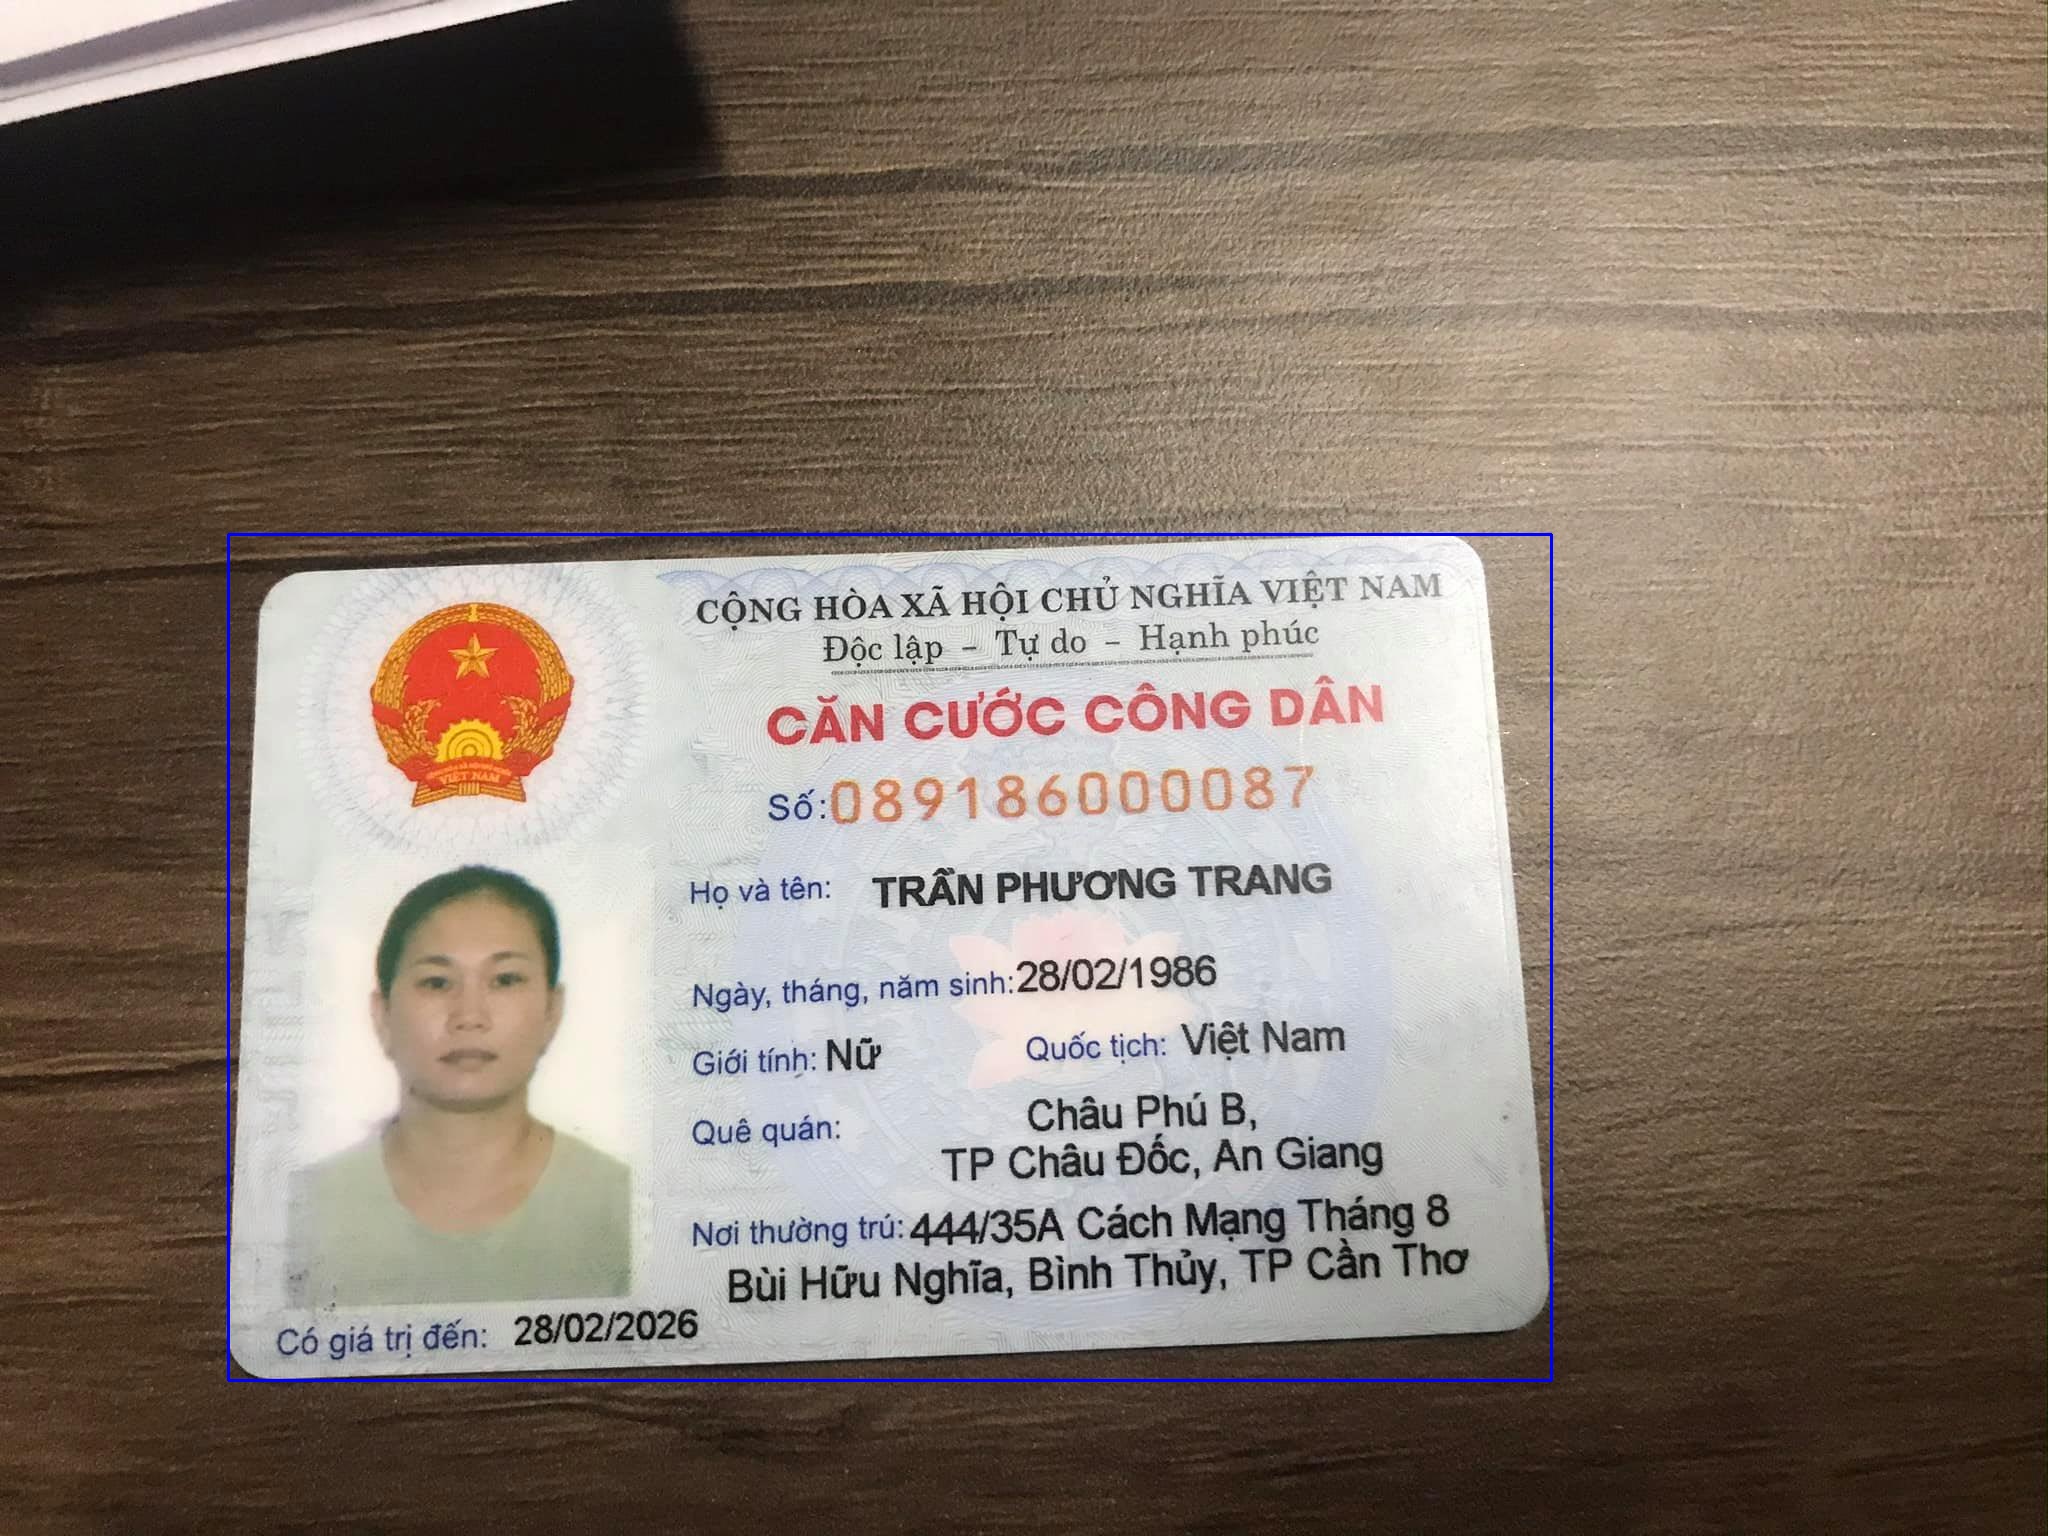 CỘNG HÒA XÃ HỘI CHỦ NGHĨA VIỆT NAM
Độc lập - Tự do - Hạnh phúc
CĂN CƯỚC CÔNG DÂN
Số: 089186000087
Họ và tên: TRẦN PHƯƠNG TRANG
Ngày, tháng, năm sinh: 28/02/1986
Giới tính: Nữ Quốc tịch: Việt Nam
Quê quán: Châu Phú B,
TP Châu Đốc, An Giang
Nơi thường trú: 444/35A Cách Mạng Tháng 8
Bùi Hữu Nghĩa, Bình Thủy, TP Cần Thơ
Có giá trị đến: 28/02/2026
VIỆT NAM